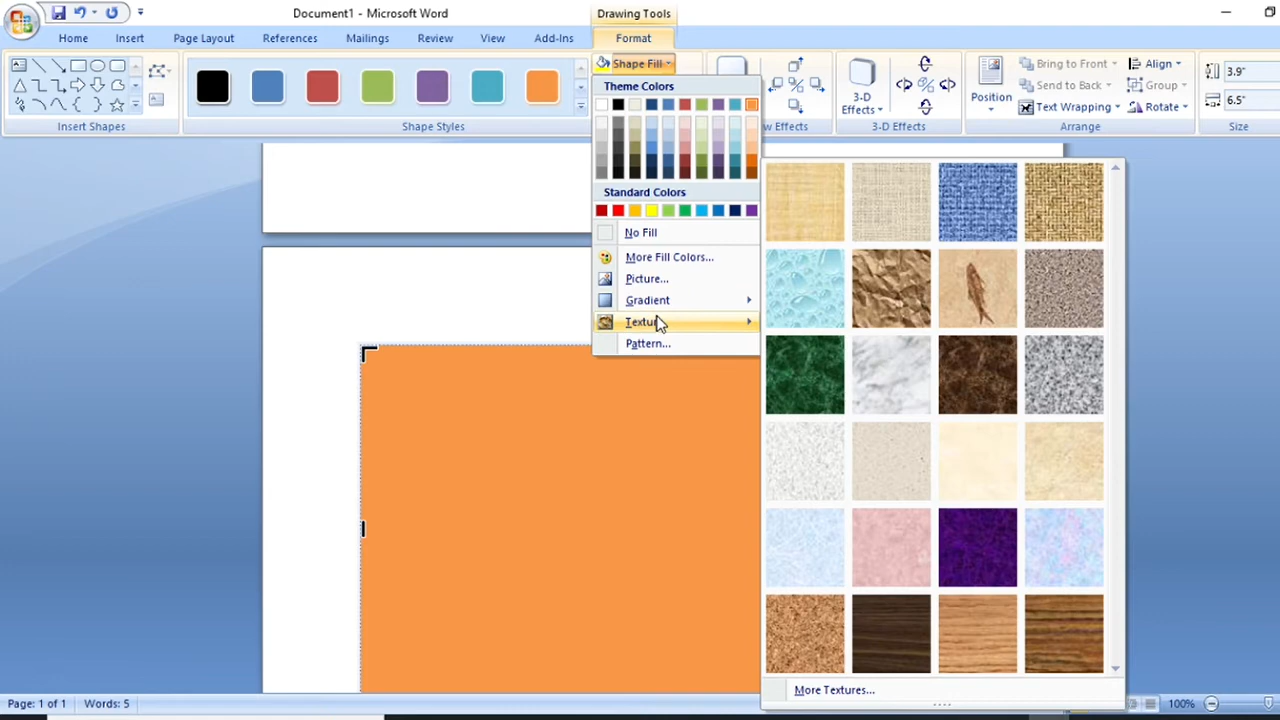 Document1 - Microsoft Word
Drawing Tools
Home Insert Page Layout References Mailings Review View Add-Ins Format
Shape Fill
Bring to Front
Align
3.9"
Send to Back
Group
3-D
Effects
Position
Text Wrapping
Rotate
6.5"
Insert Shapes
Shape Styles
w Effects
3-D Effects
Arrange
Size
Theme Colors
Standard Colors
No Fill
More Fill Colors...
Picture...
Gradient
Textur
Pattern...
More Textures...
Page: 1 of 1
Words: 5
100%